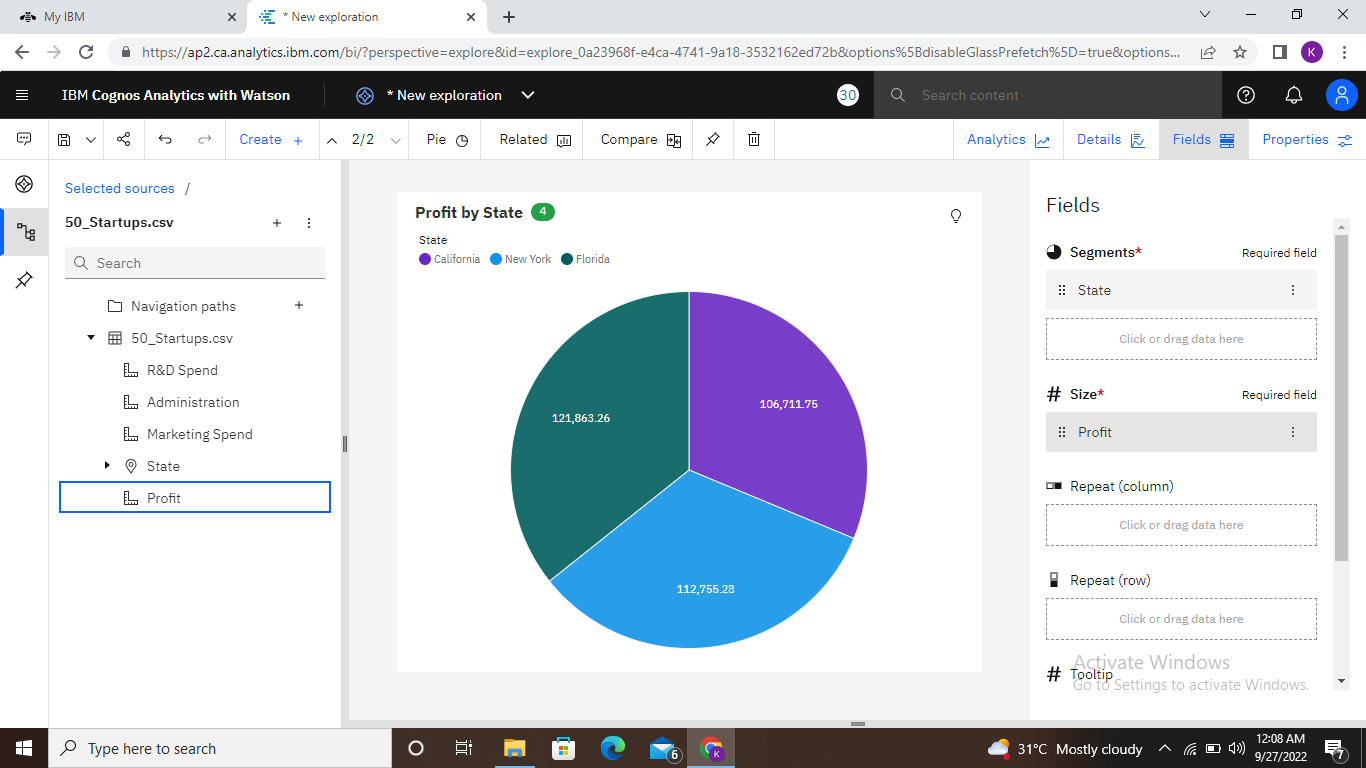 My IBM
* New exploration
https://ap2.ca.analytics.ibm.com/bi/?perspective=explore&id=explore_0a23968f-e4ca-4741-9a18-3532162ed72b&options%5BdisableGlassPrefetch%5D=true&options...
K
IBM Cognos Analytics with Watson
* New exploration
30
Search content
Create +
2/2
Pie
Related
Compare
Analytics
Details
Fields
Properties
Selected sources /
50_Startups.csv
Search
Navigation paths
50_Startups.csv
R&D Spend
Administration
Marketing Spend
State
Profit
Profit by State 4
State
California New York Florida
121,863.26
106,711.75
112,755.28
Fields
Segments* Required field
State
Click or drag data here
# Size* Required field
Profit
Click or drag data here
Repeat (column)
Click or drag data here
Repeat (row)
Click or drag data here
# Tooltip
Activate Windows
Go to Settings to activate Windows.
Type here to search
6
K
31°C Mostly cloudy
12:08 AM
9/27/2022
7